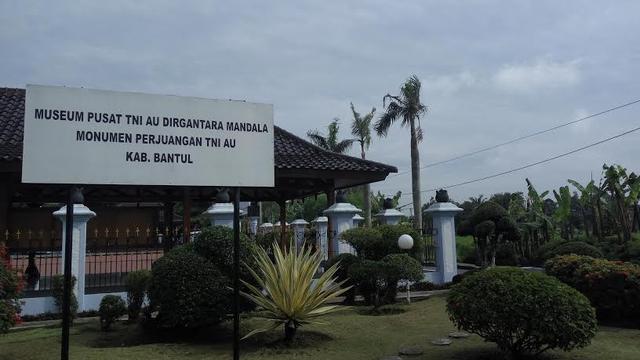 MUSEUM PUSAT TNI AU DIRGANTARA MANDALA
MONUMEN PERJUANGAN TNI AU
KAB. BANTUL